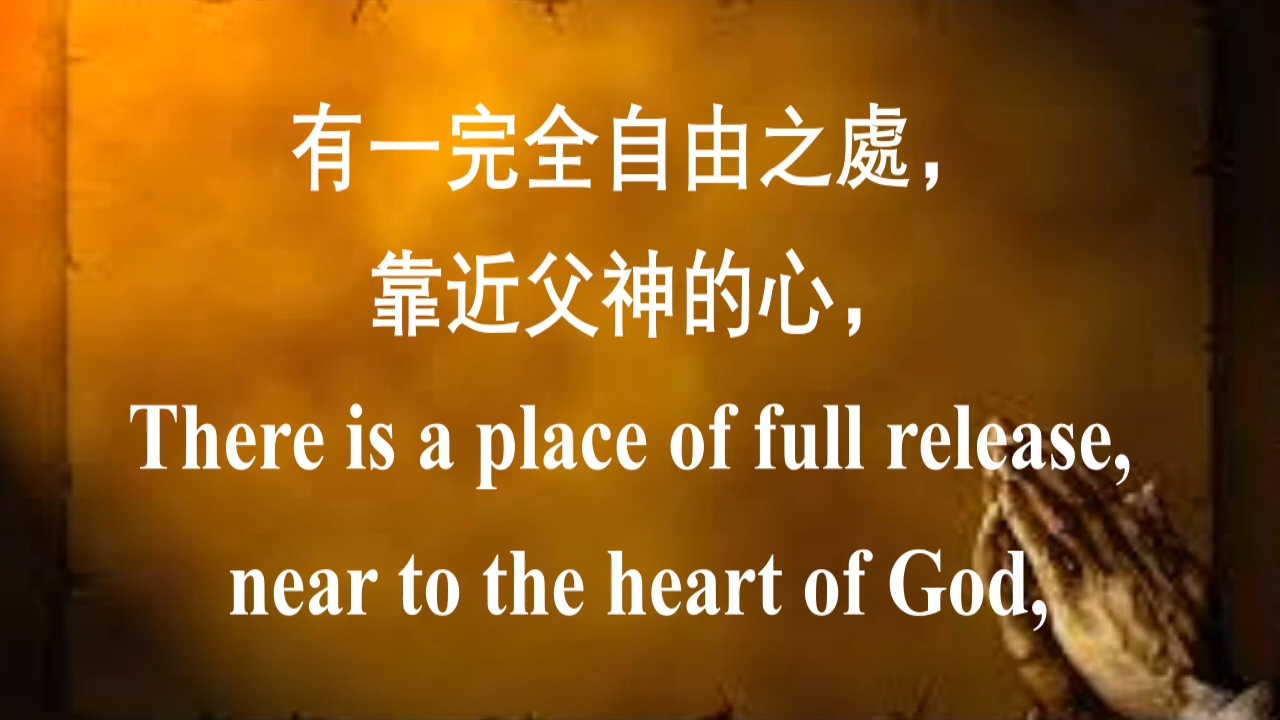 有一完全自由之處，
靠近父神的心，
There is a place of full release,
near to the heart of God,